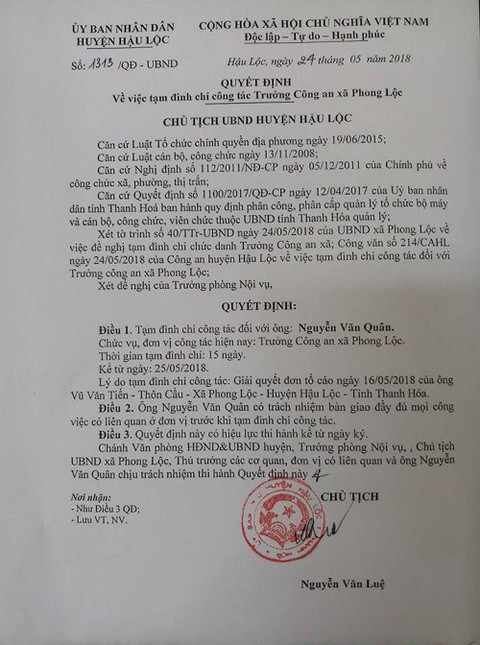 ỦY BAN NHÂN DÂN
HUYỆN HẬU LỘC
CỘNG HÒA XÃ HỘI CHỦ NGHĨA VIỆT NAM
Độc lập – Tự do – Hạnh phúc
Số: 1313 /QĐ - UBND
Hậu Lộc, ngày 24 tháng 05 năm 2018
QUYẾT ĐỊNH
Về việc tạm đình chỉ công tác Trưởng Công an xã Phong Lộc
CHỦ TỊCH UBND HUYỆN HẬU LỘC
Căn cứ Luật Tổ chức chính quyền địa phương ngày 19/06/2015;
Căn cứ Luật cán bộ, công chức ngày 13/11/2008;
Căn cứ Nghị định số 112/2011/NĐ-CP ngày 05/12/2011 của Chính phủ về
công chức xã, phường, thị trấn;
Căn cứ Quyết định số 1100/2017/QĐ-CP ngày 12/04/2017 của Uỷ ban nhân
dân tỉnh Thanh Hoá ban hành quy định phân công, phân cấp quản lý tổ chức bộ máy
và cán bộ, công chức, viên chức thuộc UBND tỉnh Thanh Hóa quản lý;
Xét tờ trình số 40/TTr-UBND ngày 24/05/2018 của UBND xã Phong Lộc về
việc đề nghị tạm đình chỉ chức danh Trưởng Công an xã; Công văn số 214/CAHL
ngày 24/05/2018 của Công an huyện Hậu Lộc về việc tạm đình chỉ công tác đối với
Trưởng công an xã Phong Lộc;
Xét đề nghị của Trưởng phòng Nội vụ,
QUYẾT ĐỊNH:
Điều 1. Tạm đình chỉ công tác đối với ông: Nguyễn Văn Quân.
Chức vụ, đơn vị công tác hiện nay: Trưởng Công an xã Phong Lộc.
Thời gian tạm đình chỉ: 15 ngày.
Kể từ ngày: 25/05/2018.
Lý do tạm đình chỉ công tác: Giải quyết đơn tố cáo ngày 16/05/2018 của ông
Vũ Văn Tiến - Thôn Cầu - Xã Phong Lộc - Huyện Hậu Lộc - Tỉnh Thanh Hóa.
Điều 2. Ông Nguyễn Văn Quân có trách nhiệm bàn giao đầy đủ mọi công
việc có liên quan ở đơn vị trước khi tạm đình chỉ công tác.
Điều 3. Quyết định này có hiệu lực thi hành kể từ ngày ký.
Chánh Văn phòng HĐND&UBND huyện, Trưởng phòng Nội vụ, , Chủ tịch
UBND xã Phong Lộc, Thủ trưởng các cơ quan, đơn vị có liên quan và ông Nguyễn
Văn Quân chịu trách nhiệm thi hành Quyết định này
Nơi nhận:
- Như Điều 3 QĐ;
- Lưu VT, NV.
CHỦ TỊCH
Nguyễn Văn Luệ